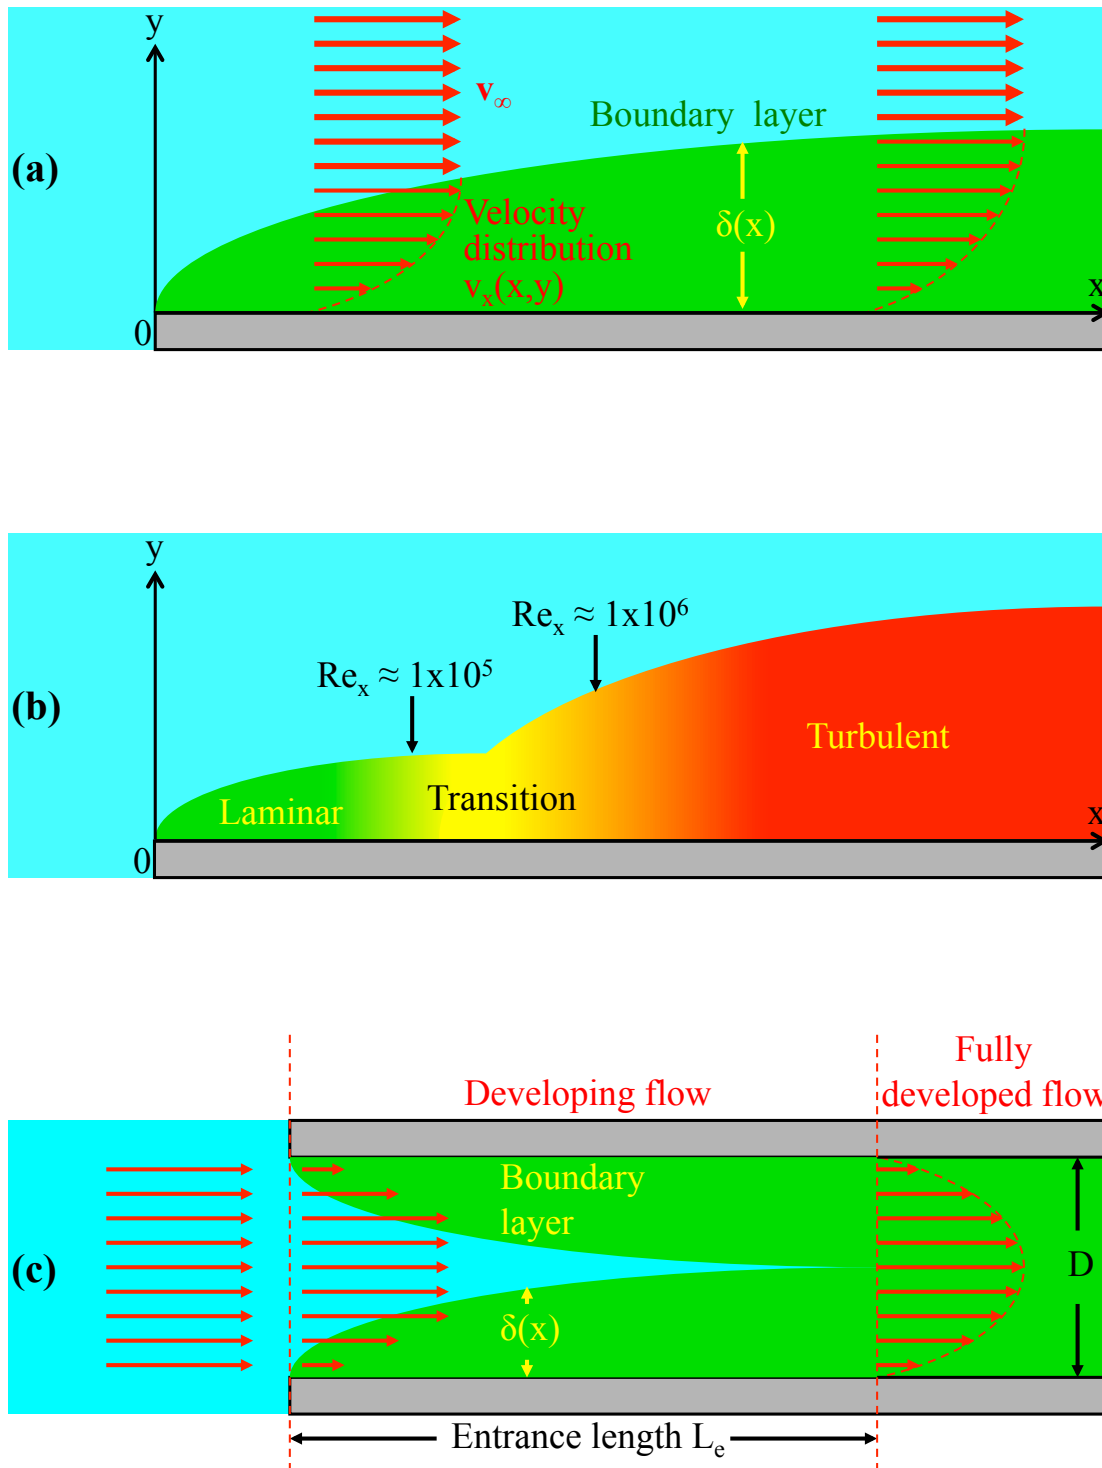 y
v∞
Boundary layer
(a)
Velocity
distribution
vₓ(x,y)
δ(x)
x
0
y
Reₓ ≈ 1x10⁶
Reₓ ≈ 1x10⁵
(b)
Turbulent
Transition
Laminar
x
0
Fully
developed flow
Developing flow
Boundary
layer
(c)
D
δ(x)
Entrance length Lₑ